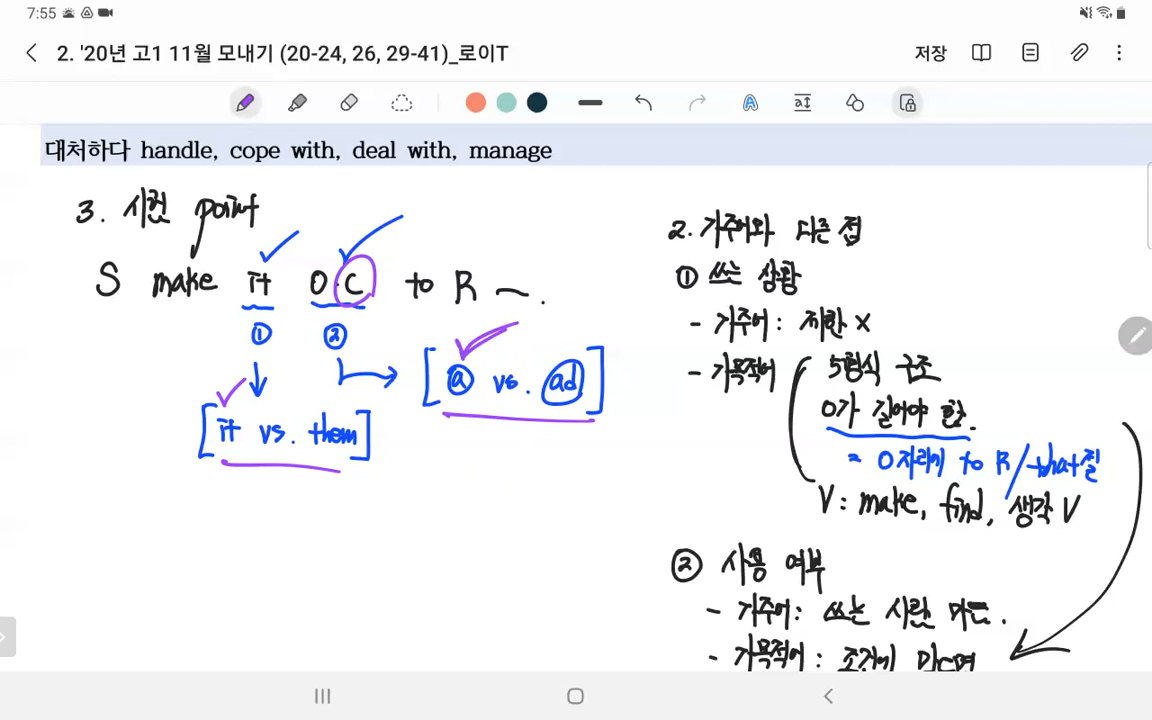 7:55
2. '20년 고1 11월 모내기 (20-24, 26, 29-41)_로이T
저장
대처하다 handle, cope with, deal with, manage
3. 시험 point
S make it O C to R ~.
① ②
[ⓐ vs. ad]
[it vs. them]
2. 가주어와 다른 점
① 쓰는 상황
- 가주어 : 제한 X
- 가목적어 5형식 구조
O가 길어야 함.
= O자리에 to R / that절
V : make, find, 생각 V
② 사용 여부
- 가주어 : 쓰는 사람 마음.
- 가목적어 : 조건에 맞으면